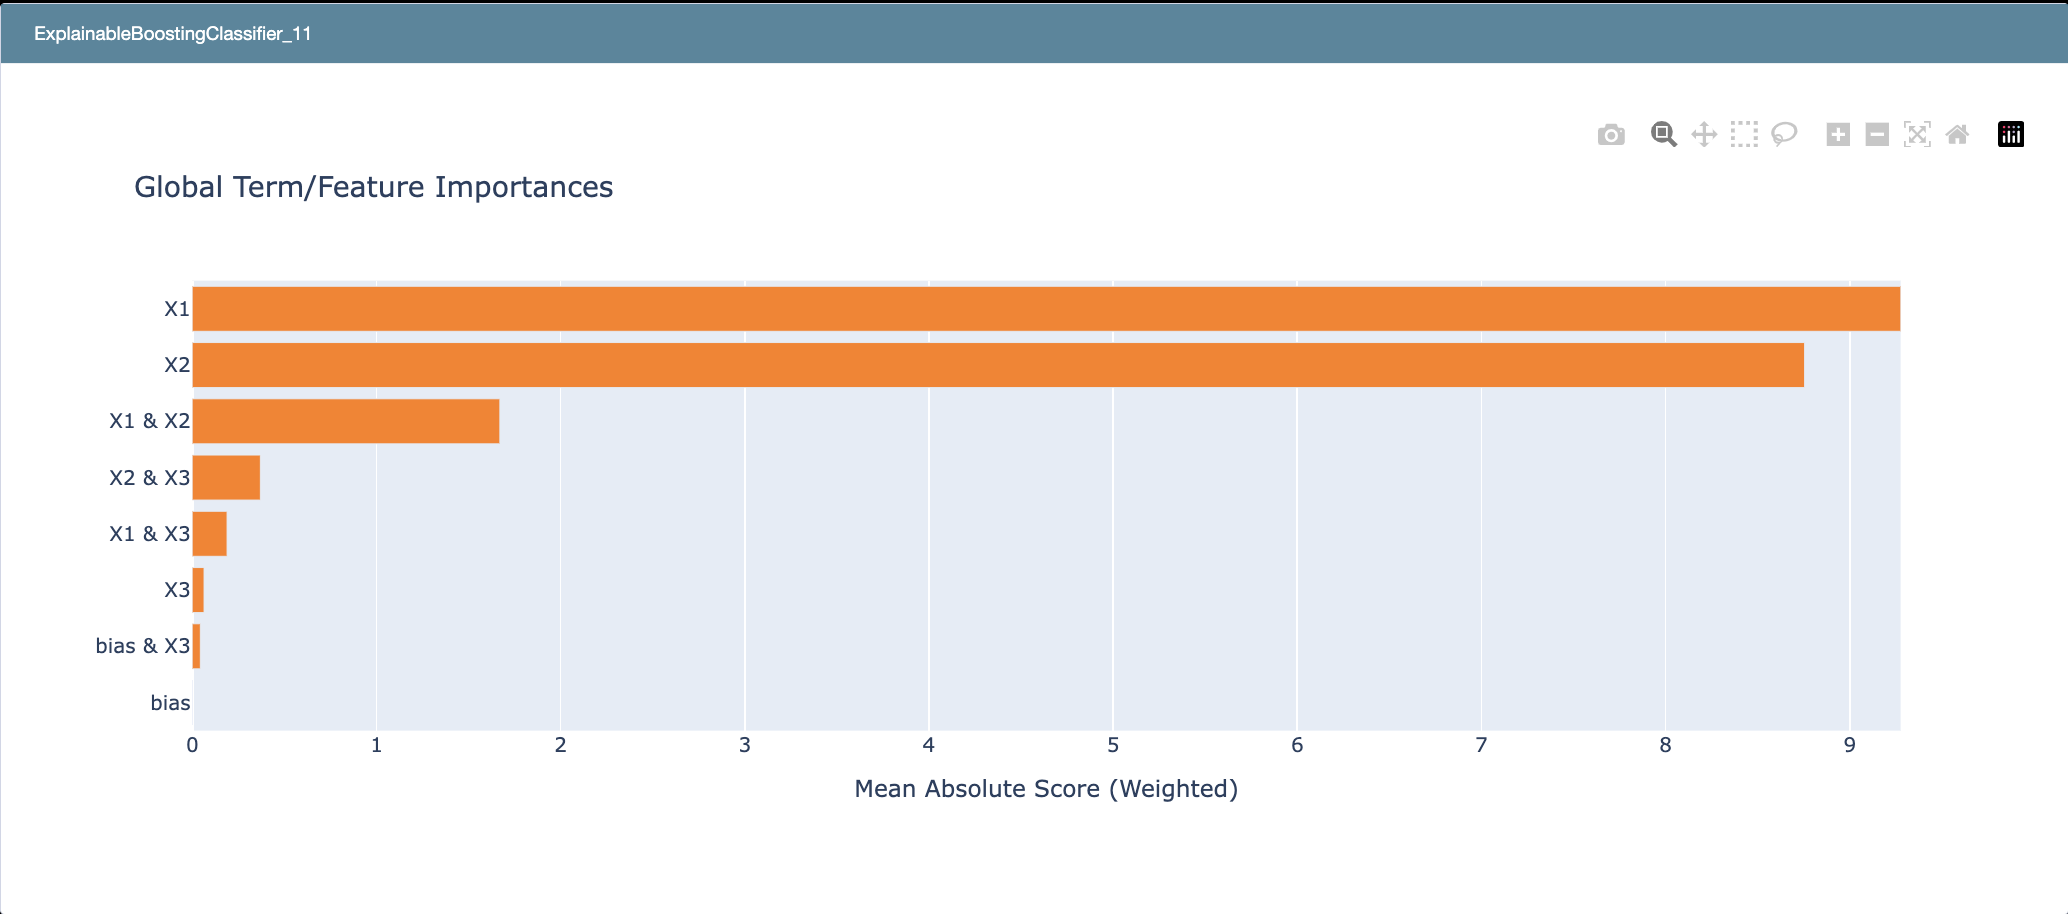 ExplainableBoostingClassifier_11
Global Term/Feature Importances
X1
X2
X1 & X2
X2 & X3
X1 & X3
X3
bias & X3
bias
0 1 2 3 4 5 6 7 8 9
Mean Absolute Score (Weighted)